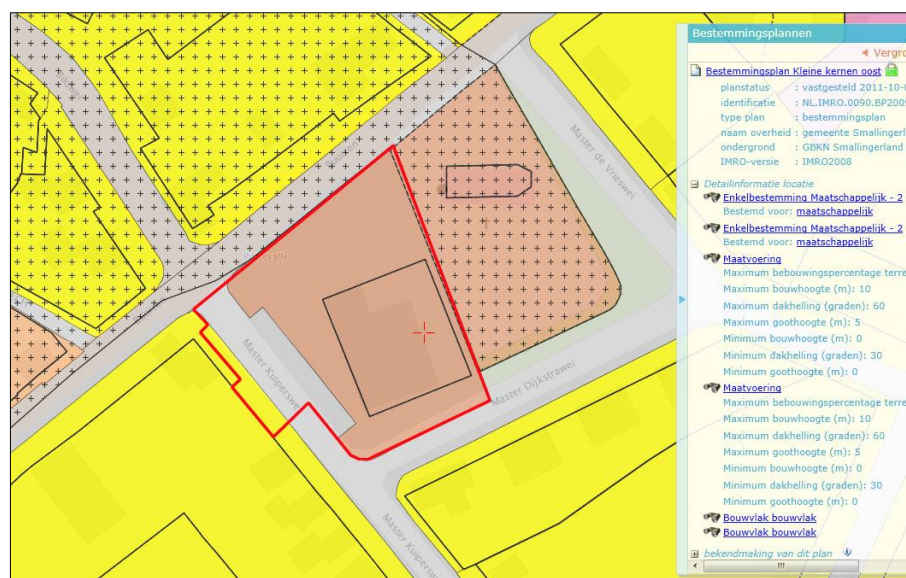 Bestemmingsplannen
Vergro
Bestemmingsplan Kleine kernen oost
planstatus : vastgesteld 2011-10-
identificatie : NL.IMRO.0090.BP200
type plan : bestemmingsplan
naam overheid : gemeente Smallingerl
ondergrond : GBKN Smallingerland
IMRO-versie : IMRO2008
Detailinformatie locatie
Enkelbestemming Maatschappelijk - 2
Bestemd voor: maatschappelijk
Enkelbestemming Maatschappelijk - 2
Bestemd voor: maatschappelijk
Maatvoering
Maximum bebouwingspercentage terre
Maximum bouwhoogte (m): 10
Maximum dakhelling (graden): 60
Maximum goothoogte (m): 5
Minimum bouwhoogte (m): 0
Minimum dakhelling (graden): 30
Minimum goothoogte (m): 0
Maatvoering
Maximum bebouwingspercentage terre
Maximum bouwhoogte (m): 10
Maximum dakhelling (graden): 60
Maximum goothoogte (m): 5
Minimum bouwhoogte (m): 0
Minimum dakhelling (graden): 30
Minimum goothoogte (m): 0
Bouwvlak bouwvlak
Bouwvlak bouwvlak
bekendmaking van dit plan
Master de Vrieswei
Master Dijkstrawei
Master Kuiperswei
Master Kuipersw